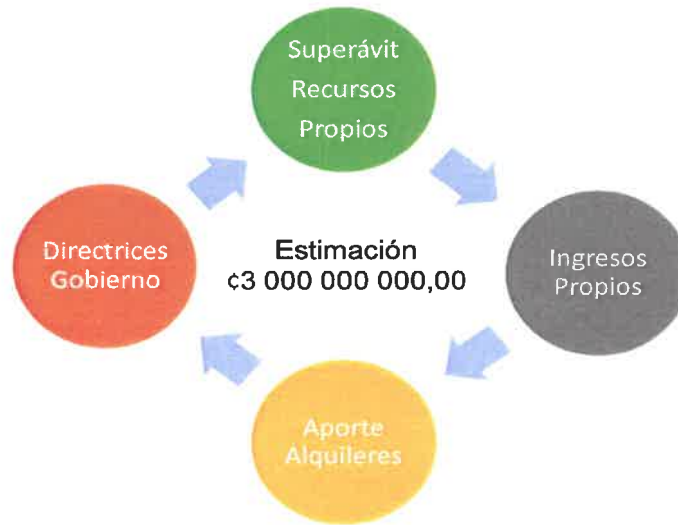 Superávit
Recursos
Propios
Directrices
Gobierno
Estimación
¢3 000 000 000,00
Ingresos
Propios
Aporte
Alquileres